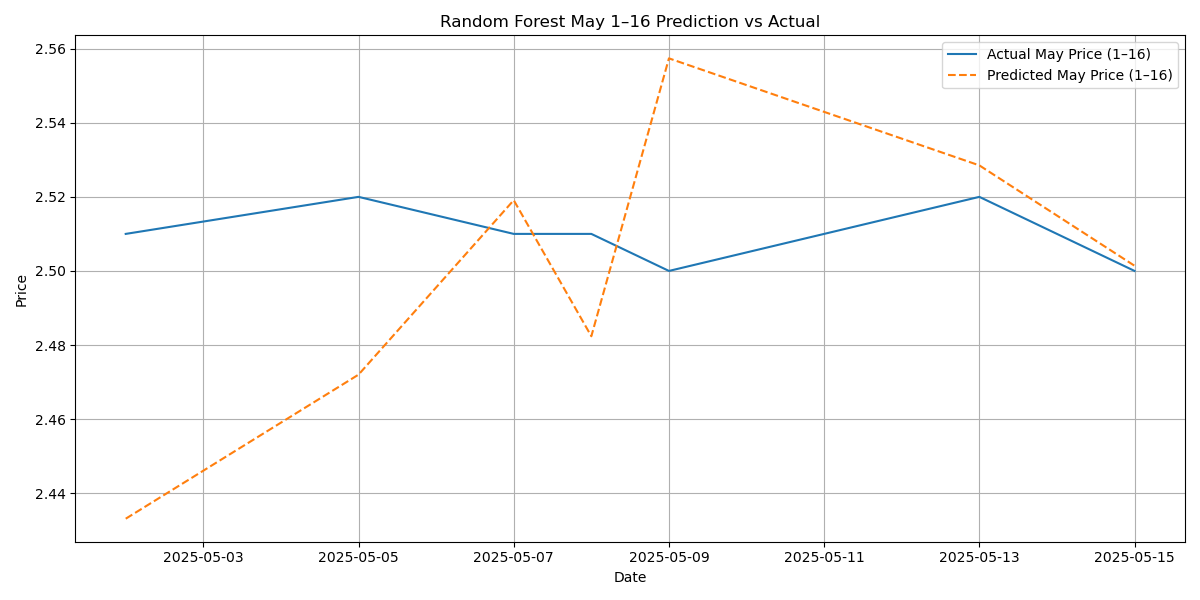 Random Forest May 1–16 Prediction vs Actual
Actual May Price (1–16)
Predicted May Price (1–16)
Price
2.56
2.54
2.52
2.50
2.48
2.46
2.44
2025-05-03 2025-05-05 2025-05-07 2025-05-09 2025-05-11 2025-05-13 2025-05-15
Date